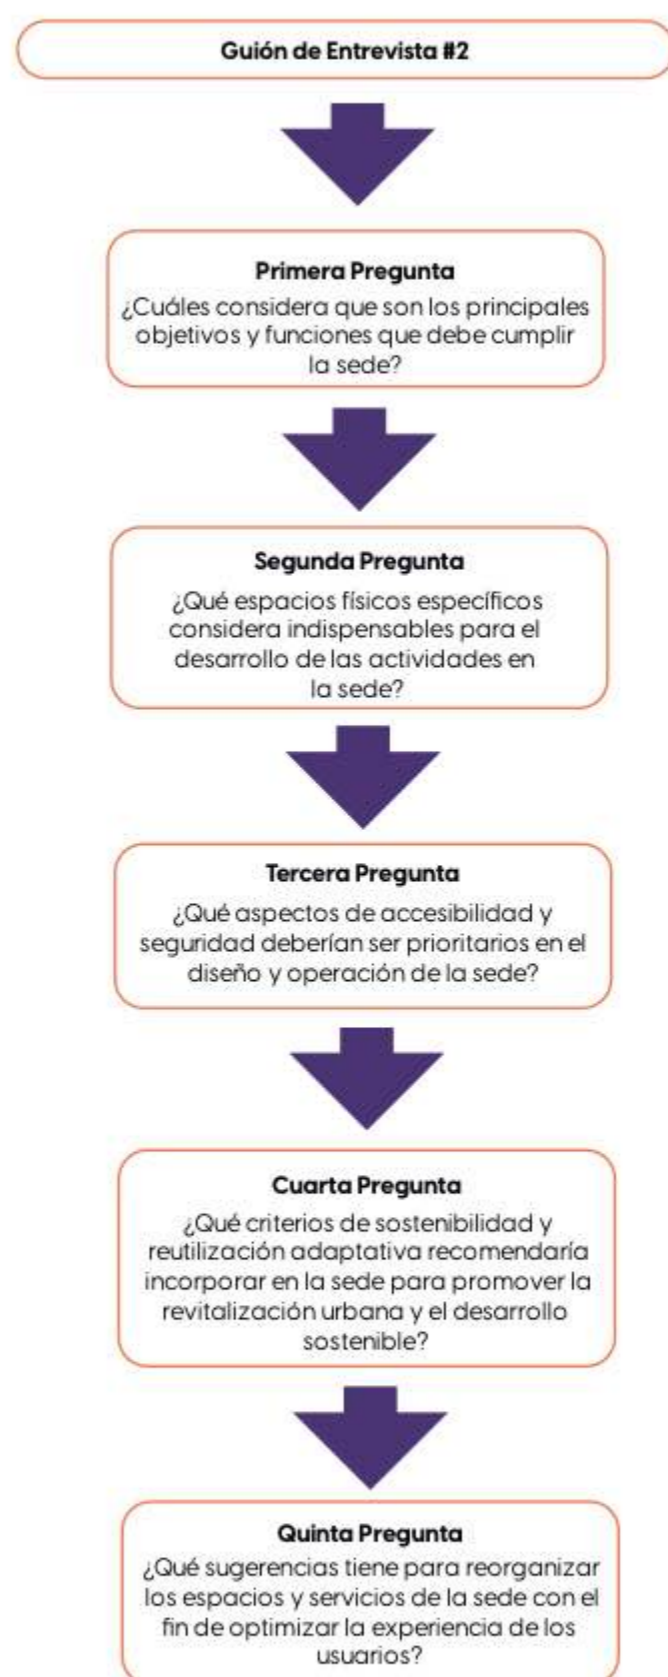 Guión de Entrevista #2
Primera Pregunta
¿Cuáles considera que son los principales
objetivos y funciones que debe cumplir
la sede?
Segunda Pregunta
¿Qué espacios físicos específicos
considera indispensables para el
desarrollo de las actividades en
la sede?
Tercera Pregunta
¿Qué aspectos de accesibilidad y
seguridad deberían ser prioritarios en el
diseño y operación de la sede?
Cuarta Pregunta
¿Qué criterios de sostenibilidad y
reutilización adaptativa recomendaría
incorporar en la sede para promover la
revitalización urbana y el desarrollo
sostenible?
Quinta Pregunta
¿Qué sugerencias tiene para reorganizar
los espacios y servicios de la sede con el
fin de optimizar la experiencia de los
usuarios?